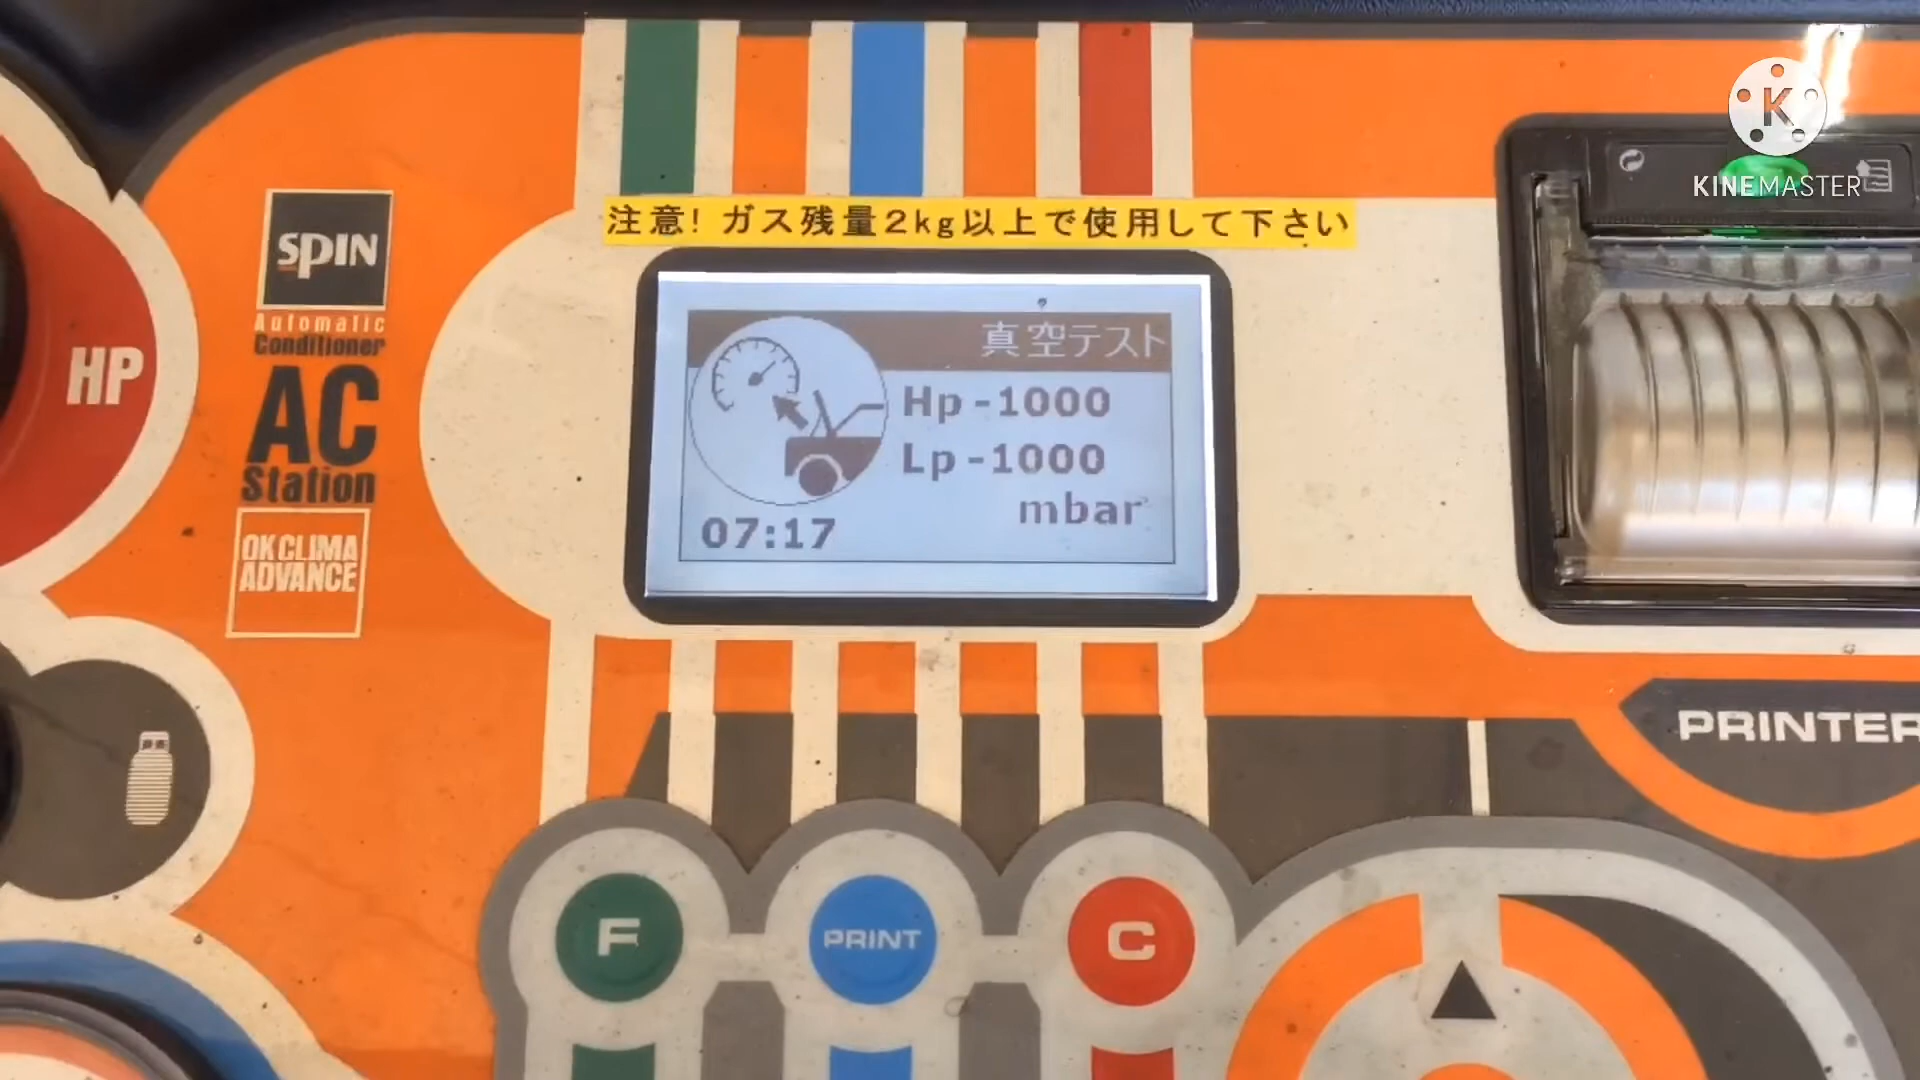 KINEMASTER
注意! ガス残量2kg以上で使用して下さい
SPIN
Automatic
Conditioner
AC
Station
OK CLIMA
ADVANCE
HP
真空テスト
Hp -1000
Lp -1000
mbar
07:17
PRINTER
F
PRINT
C